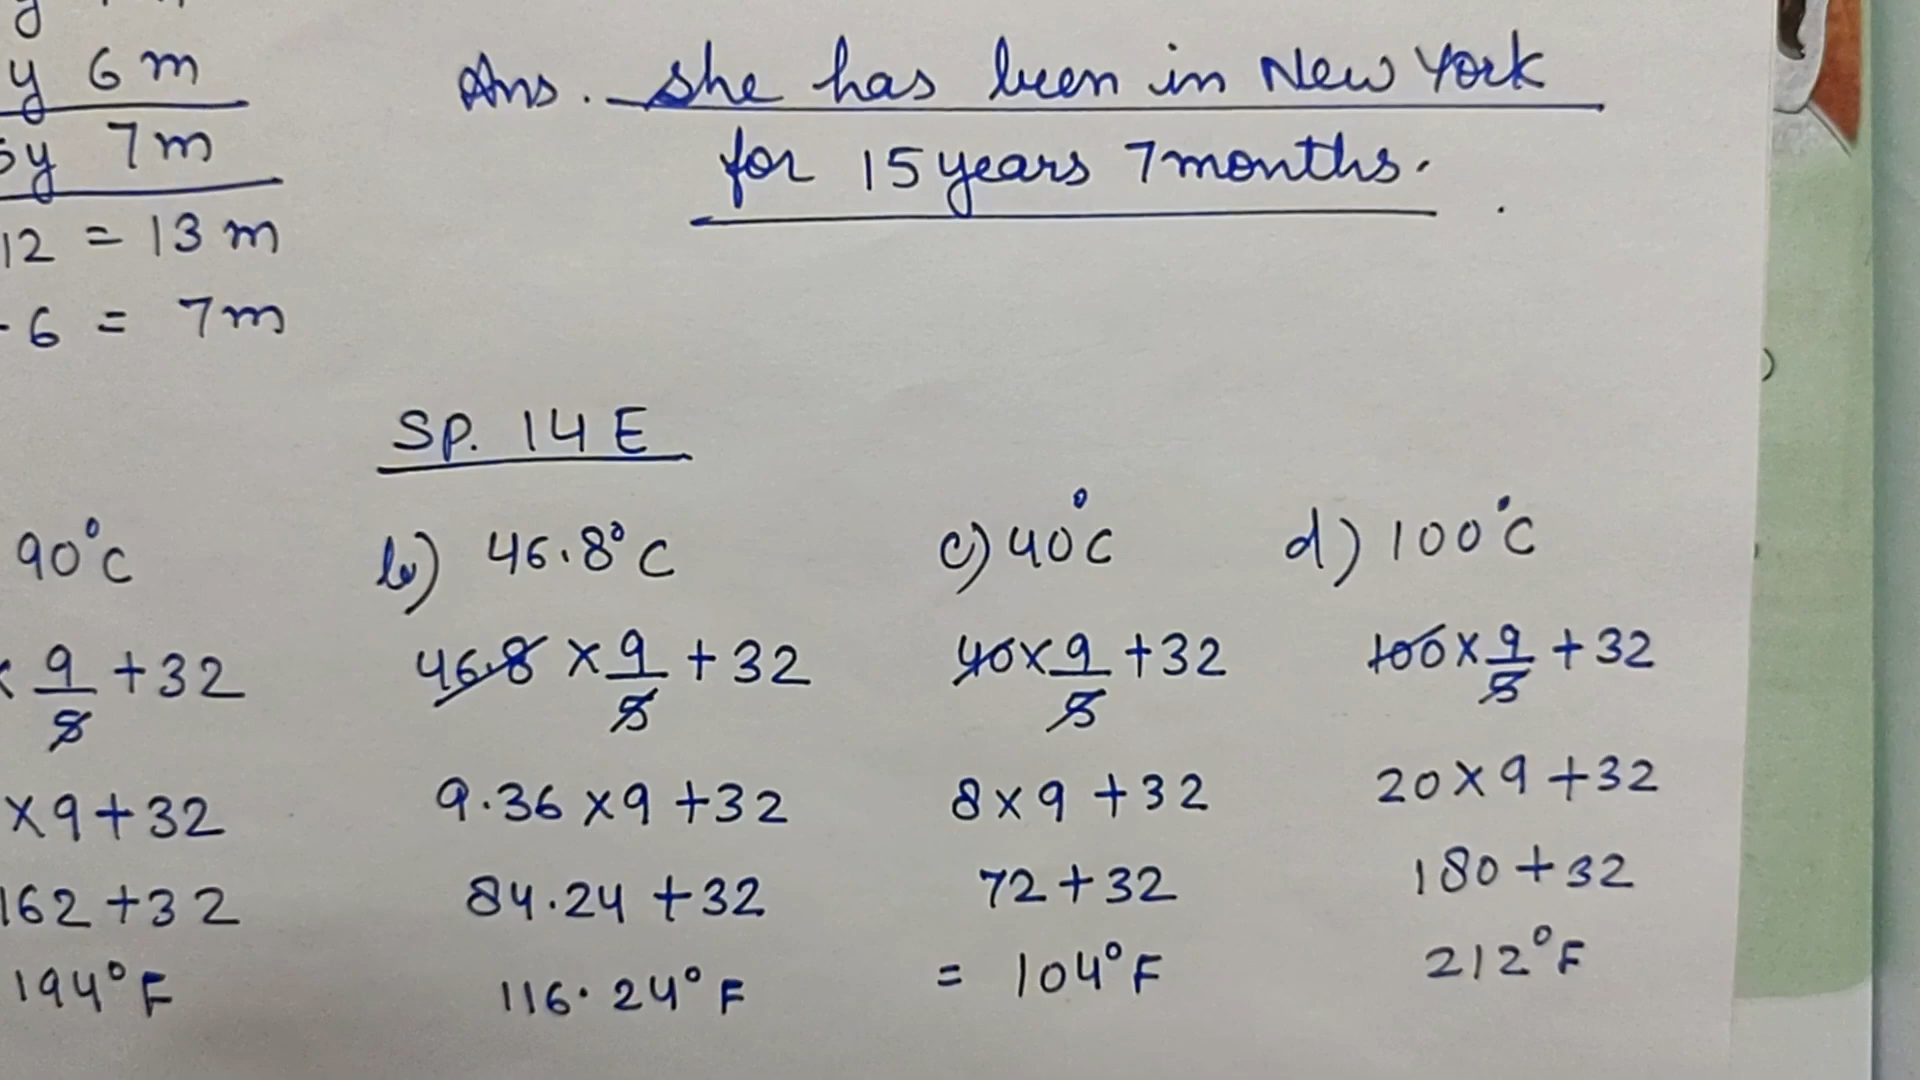 y 6 m
5y 7m
12 = 13 m
- 6 = 7m
Ans. she has been in New York
for 15 years 7 months.
SP. 14 E
90°C
x 9/5 + 32
x 9 + 32
162 + 32
194°F
b) 46.8°C
46.8 x 9/5 + 32
9.36 x 9 + 32
84.24 + 32
116.24°F
c) 40°C
40 x 9/5 + 32
8 x 9 + 32
72 + 32
= 104°F
d) 100°C
100 x 9/5 + 32
20 x 9 + 32
180 + 32
212°F